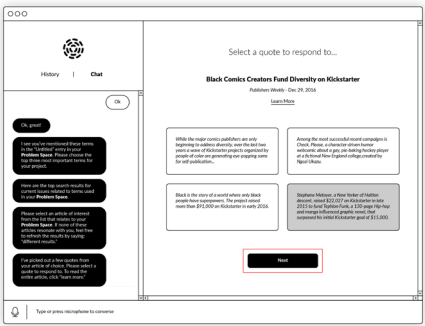 Select a quote to respond to...
History | Chat
Black Comics Creators Fund Diversity on Kickstarter
Publishers Weekly - Dec 29, 2016
Learn More
Ok
Ok, great!
I see you've mentioned these terms
in the "Untitled" entry in your
Problem Space. Please choose the
top three most important terms for
your project.
Here are the top search results for
current issues related to terms used
in your Problem Space.
Please select an article of interest
from the list that relates to your
Problem Space. If none of these
articles resonate with you, feel free
to refresh the results by saying:
"different results."
I've picked out a few quotes from
your article of choice. Please select a
quote to respond to. To read the
entire article, click "learn more."
While the major comics publishers are only
beginning to address diversity, over the last two
years a wave of Kickstarter projects organized by
people of color are generating eye popping sums
for self-publication...
Among the most successful recent campaigns is
Check, Please, a character-driven humor
webcomic about a gay, pie-baking hockey player
at a fictional New England college, created by
Ngozi Ukazu.
Black is the story of a world where only black
people have superpowers. The project raised
more than $91,000 on Kickstarter in early 2016.
Stephane Metayer, a New Yorker of Haitian
descent, raised $22,027 on Kickstarter in late
2015 to fund Tephlon Funk, a 150-page Hip-hop
and manga influenced graphic novel, that
surpassed his initial Kickstarter goal of $15,000.
Next
Type or press microphone to converse